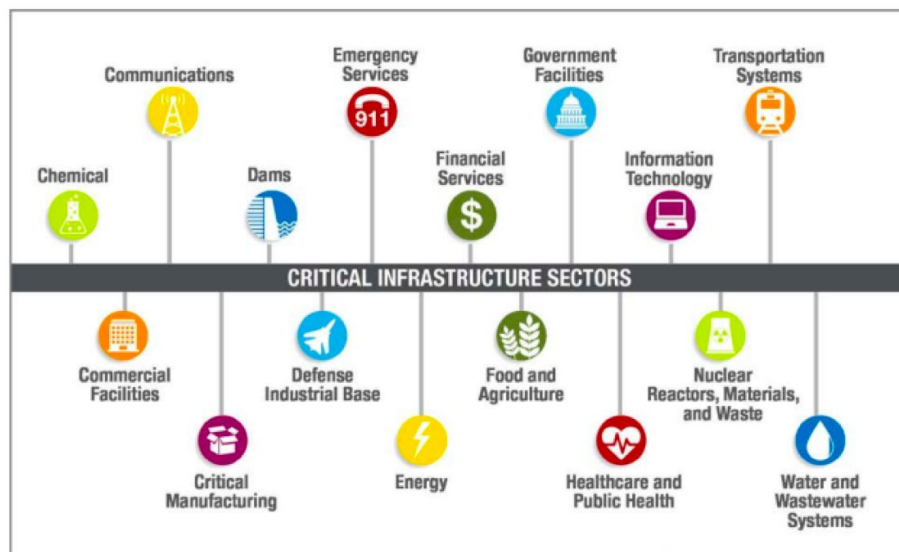 Communications
Emergency
Services
911
Government
Facilities
Transportation
Systems
Chemical
Dams
Financial
Services
$
Information
Technology
CRITICAL INFRASTRUCTURE SECTORS
Commercial
Facilities
Defense
Industrial Base
Food and
Agriculture
Nuclear
Reactors, Materials,
and Waste
Critical
Manufacturing
Energy
Healthcare and
Public Health
Water and
Wastewater
Systems